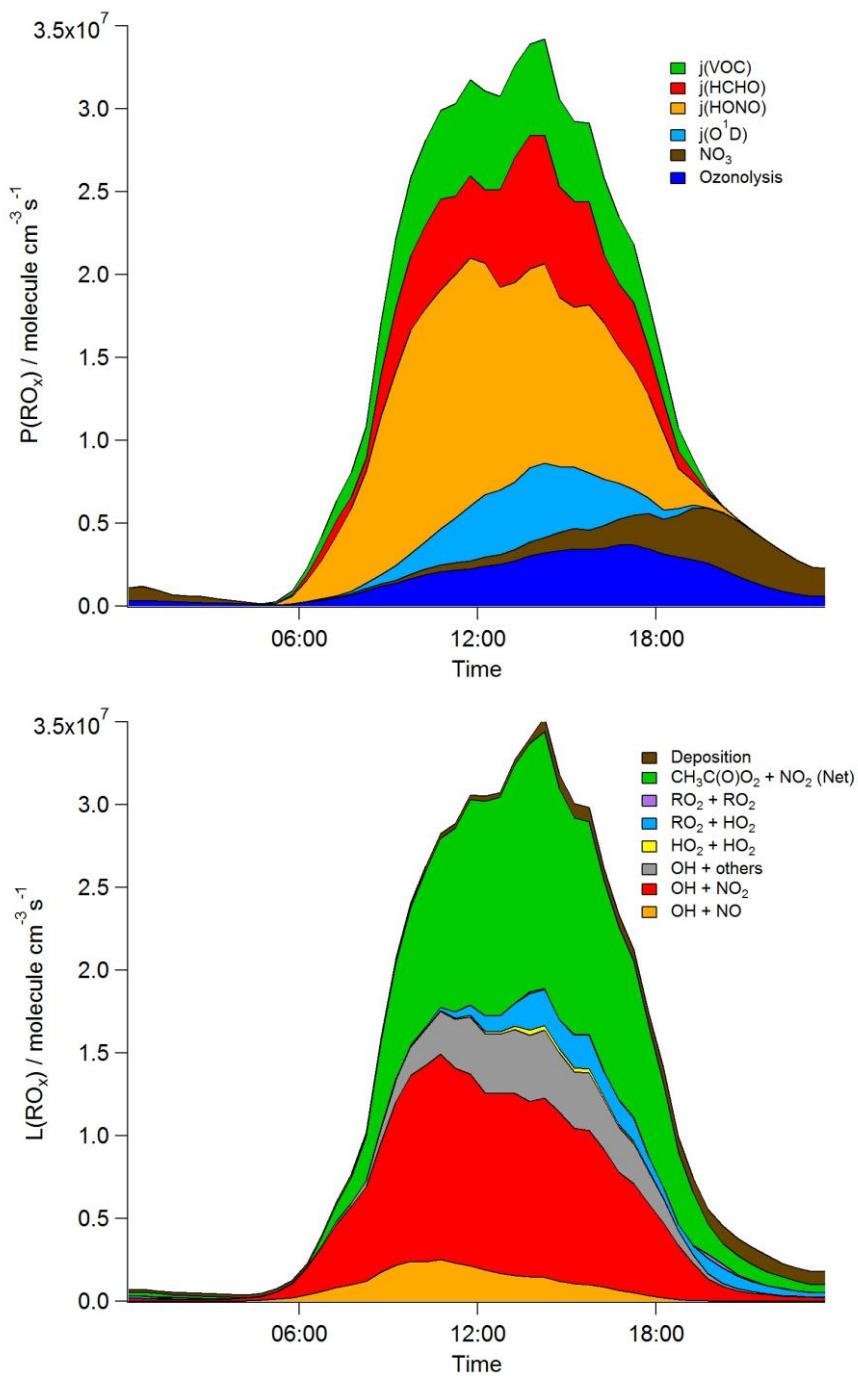 3.5x10⁷
3.0
2.5
2.0
1.5
1.0
0.5
0.0
P(ROₓ) / molecule cm⁻³ s⁻¹
j(VOC)
j(HCHO)
j(HONO)
j(O¹D)
NO₃
Ozonolysis
06:00 12:00 18:00
Time
3.5x10⁷
3.0
2.5
2.0
1.5
1.0
0.5
0.0
L(ROₓ) / molecule cm⁻³ s⁻¹
Deposition
CH₃C(O)O₂ + NO₂ (Net)
RO₂ + RO₂
RO₂ + HO₂
HO₂ + HO₂
OH + others
OH + NO₂
OH + NO
06:00 12:00 18:00
Time